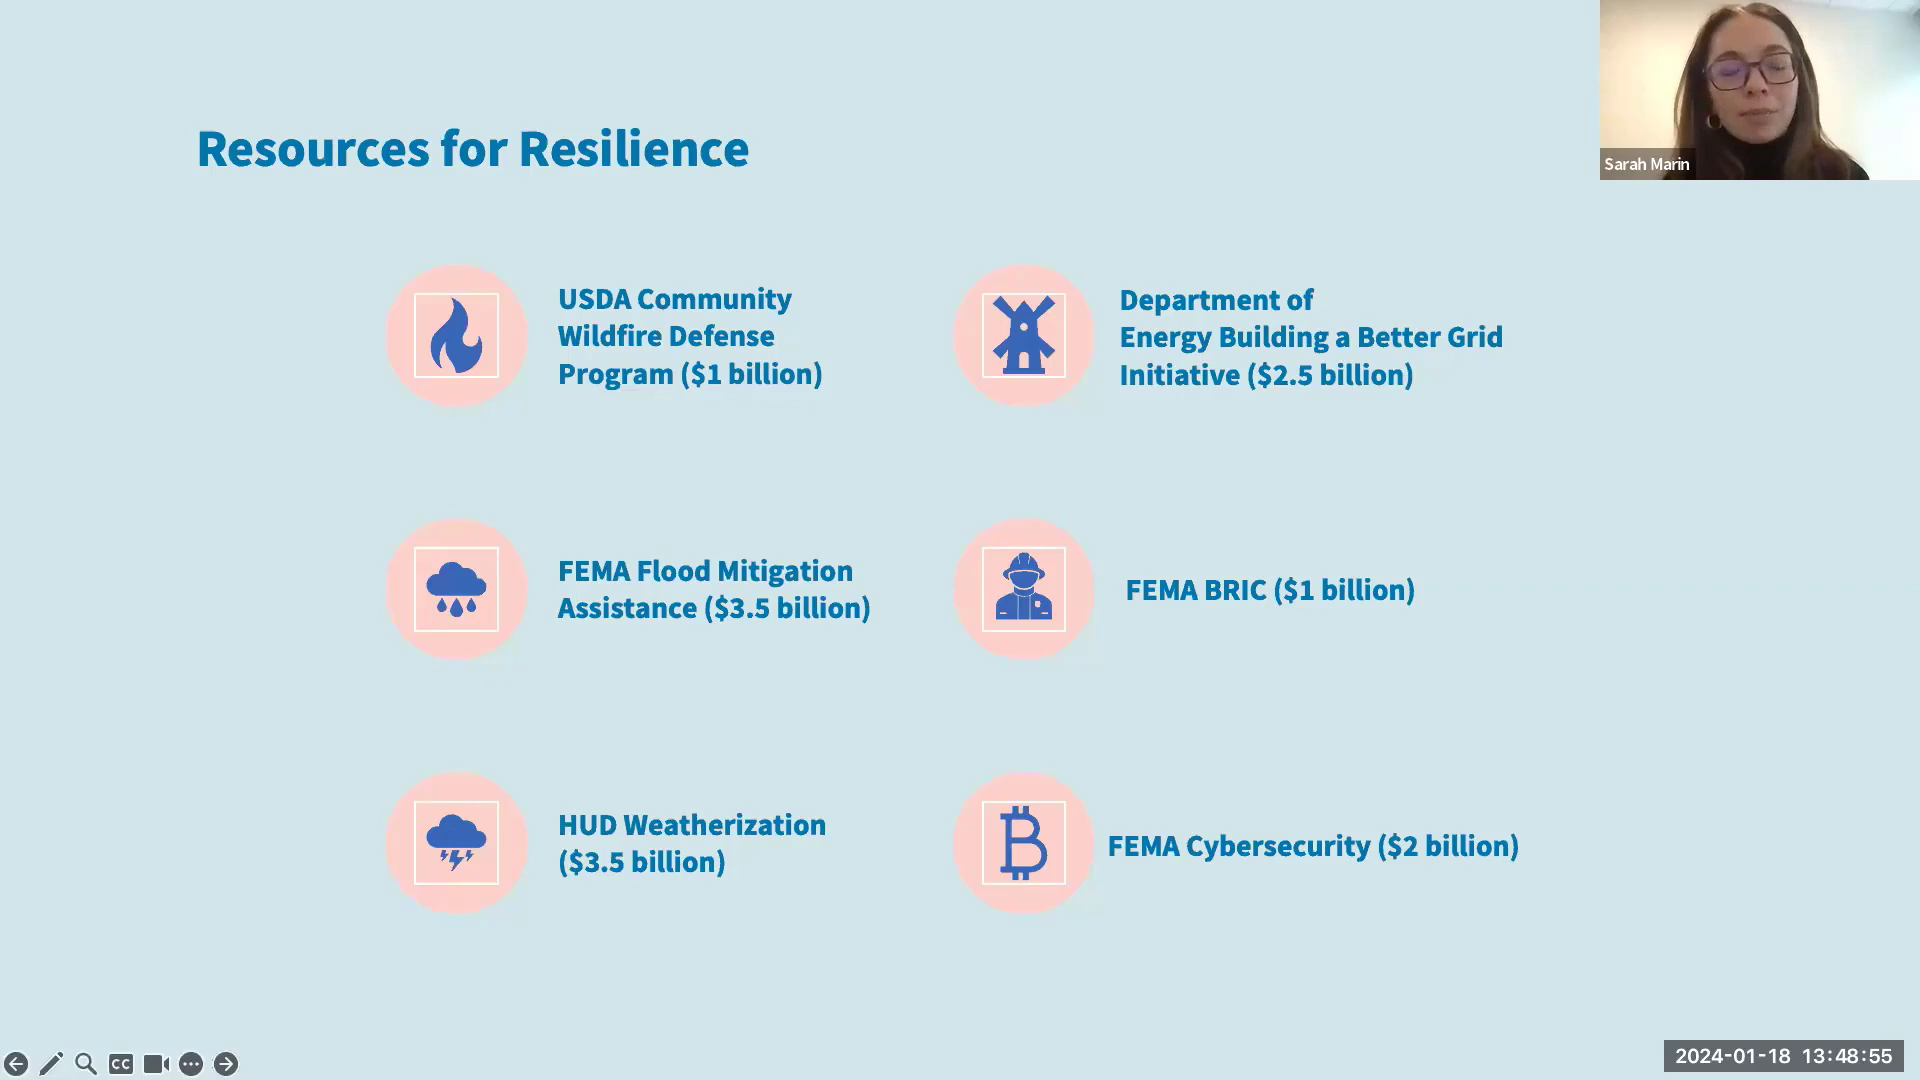 Resources for Resilience
Sarah Marin
USDA Community
Wildfire Defense
Program ($1 billion)
Department of
Energy Building a Better Grid
Initiative ($2.5 billion)
FEMA Flood Mitigation
Assistance ($3.5 billion)
FEMA BRIC ($1 billion)
HUD Weatherization
($3.5 billion)
FEMA Cybersecurity ($2 billion)
CC
2024-01-18 13:48:55